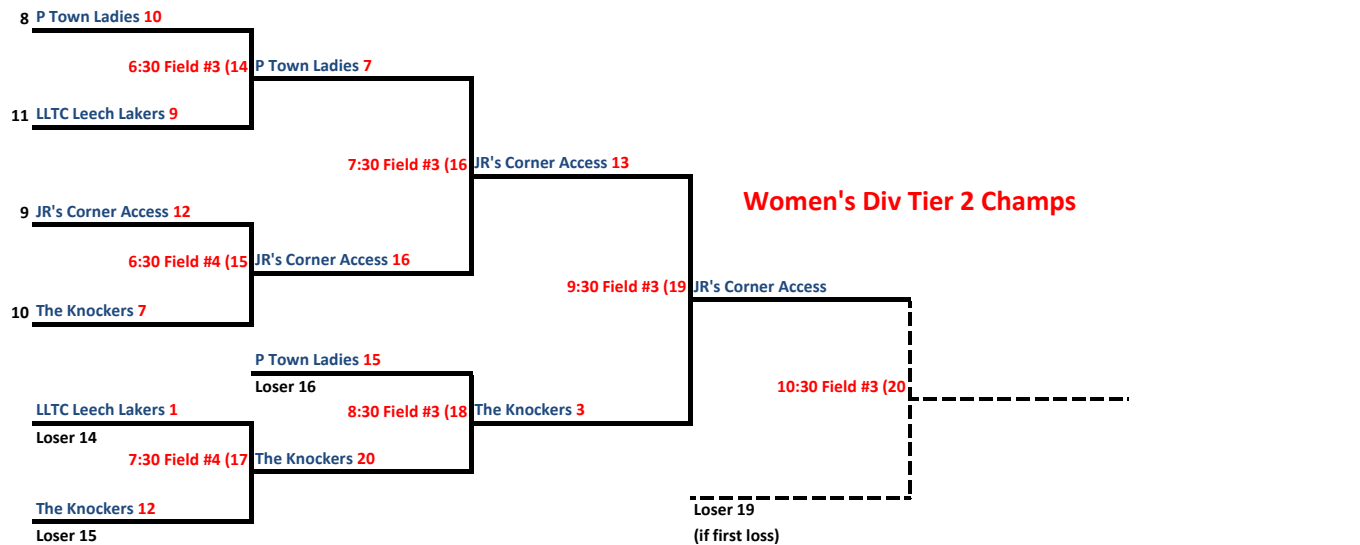 8 P Town Ladies 10
6:30 Field #3 (14 P Town Ladies 7
11 LLTC Leech Lakers 9
7:30 Field #3 (16 JR's Corner Access 13
Women's Div Tier 2 Champs
9 JR's Corner Access 12
6:30 Field #4 (15 JR's Corner Access 16
9:30 Field #3 (19 JR's Corner Access
10 The Knockers 7
P Town Ladies 15
Loser 16
10:30 Field #3 (20
LLTC Leech Lakers 1
8:30 Field #3 (18 The Knockers 3
Loser 14
7:30 Field #4 (17 The Knockers 20
The Knockers 12
Loser 19
Loser 15
(if first loss)